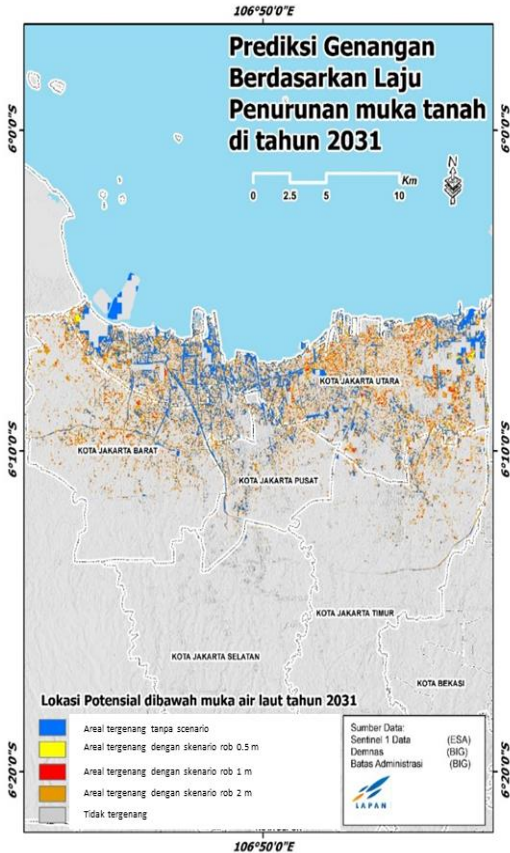 106°50'0"E
Prediksi Genangan
Berdasarkan Laju
Penurunan muka tanah
di tahun 2031
N
Km
0 2.5 5 10
6°0'0"S
6°0'0"S
KOTA JAKARTA UTARA
6°10'0"S
6°10'0"S
KOTA JAKARTA BARAT
KOTA JAKARTA PUSAT
KOTA JAKARTA TIMUR
KOTA JAKARTA SELATAN
KOTA BEKASI
Lokasi Potensial dibawah muka air laut tahun 2031
Areal tergenang tanpa scenario
Areal tergenang dengan skenario rob 0.5 m
Areal tergenang dengan skenario rob 1 m
Areal tergenang dengan skenario rob 2 m
Tidak tergenang
Sumber Data:
Sentinel 1 Data (ESA)
Demnas (BIG)
Batas Administrasi (BIG)
LAPAN
6°20'0"S
6°20'0"S
106°50'0"E